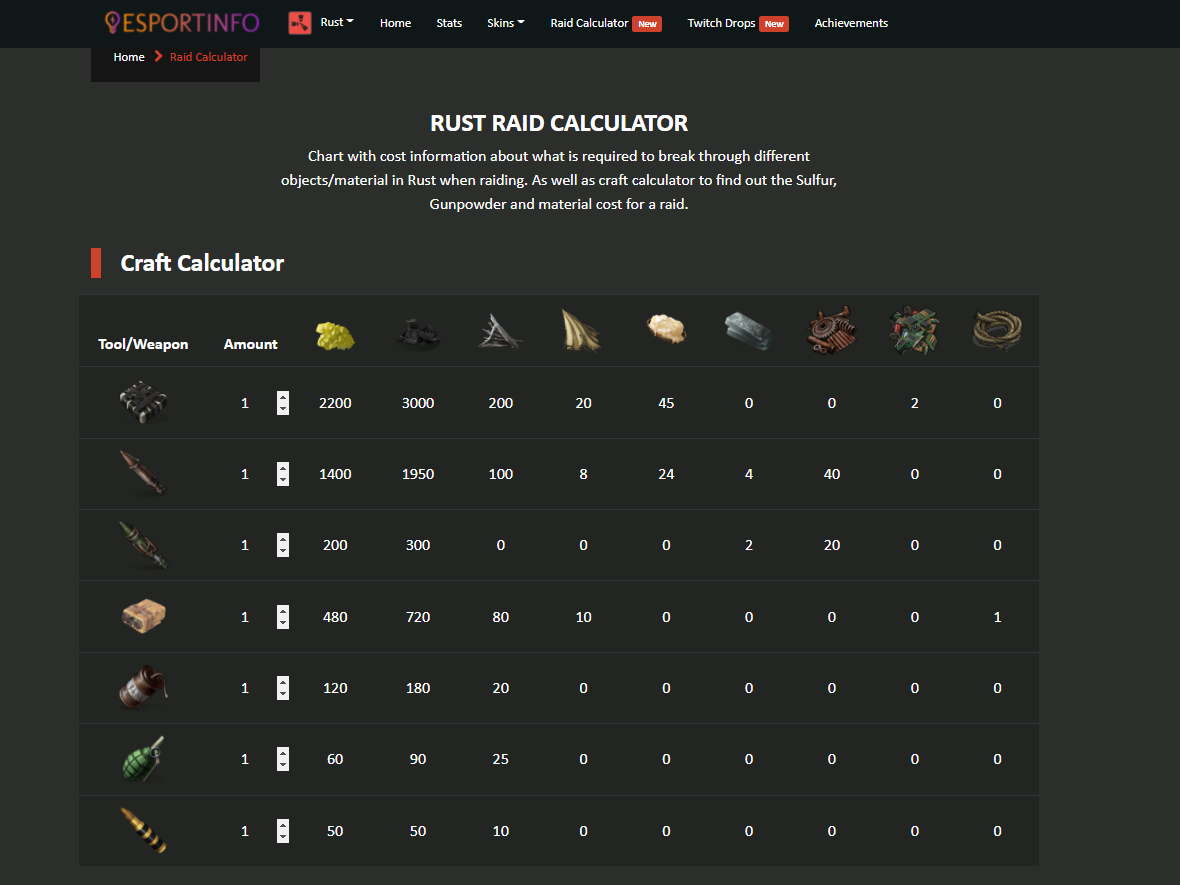 ESPORTINFO Rust Home Stats Skins Raid Calculator New Twitch Drops New Achievements
Home Raid Calculator
RUST RAID CALCULATOR
Chart with cost information about what is required to break through different
objects/material in Rust when raiding. As well as craft calculator to find out the Sulfur,
Gunpowder and material cost for a raid.
Craft Calculator
Tool/Weapon Amount
1 2200 3000 200 20 45 0 0 2 0
1 1400 1950 100 8 24 4 40 0 0
1 200 300 0 0 0 2 20 0 0
1 480 720 80 10 0 0 0 0 1
1 120 180 20 0 0 0 0 0 0
1 60 90 25 0 0 0 0 0 0
1 50 50 10 0 0 0 0 0 0